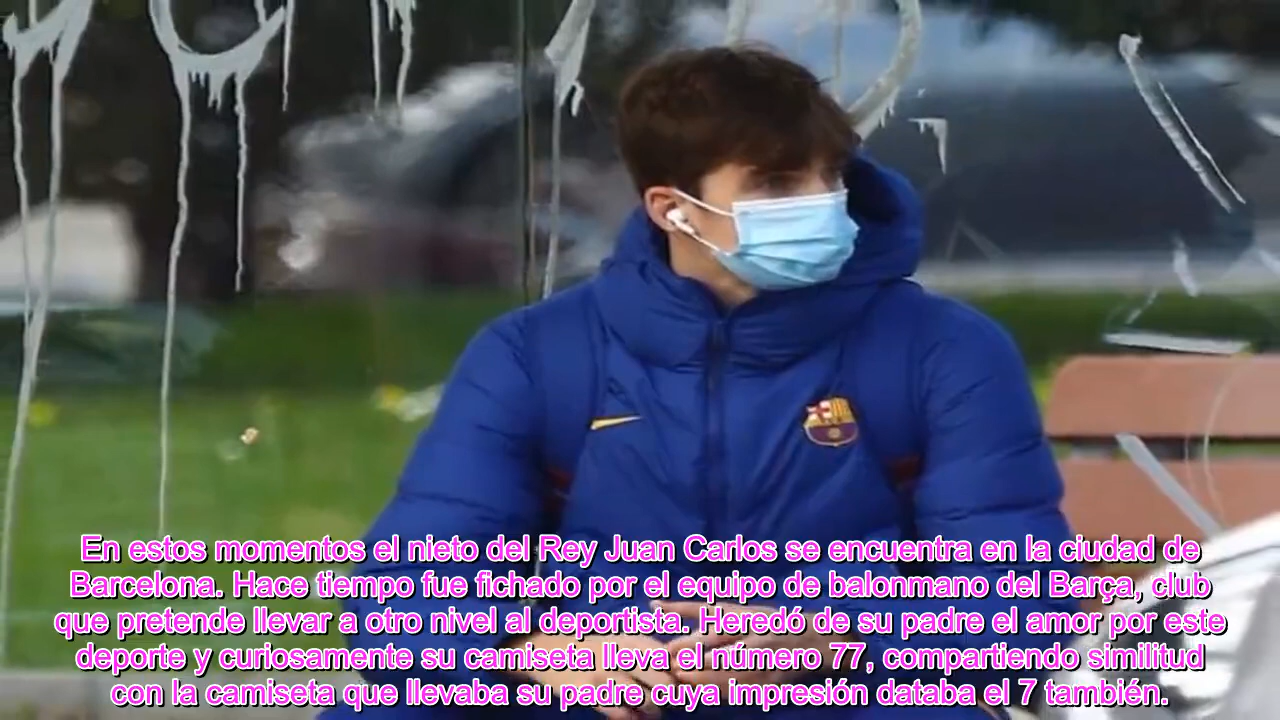 En estos momentos el nieto del Rey Juan Carlos se encuentra en la ciudad de
Barcelona. Hace tiempo fue fichado por el equipo de balonmano del Barça, club
que pretende llevar a otro nivel al deportista. Heredó de su padre el amor por este
deporte y curiosamente su camiseta lleva el número 77, compartiendo similitud
con la camiseta que llevaba su padre cuya impresión databa el 7 también.